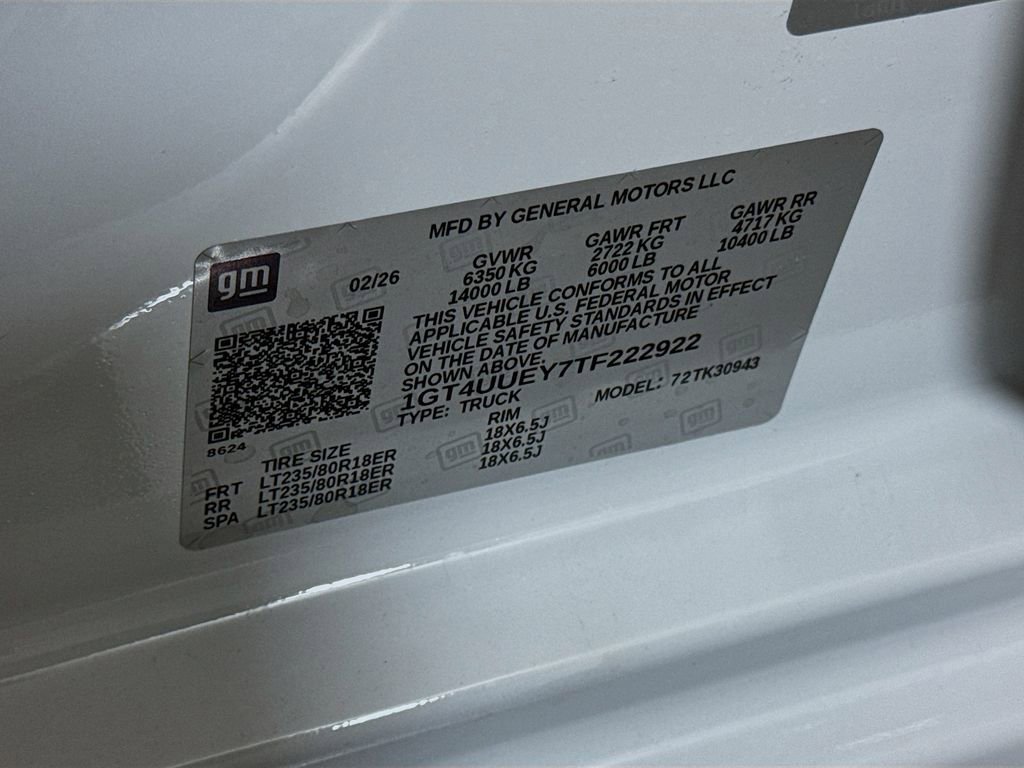 MFD BY GENERAL MOTORS LLC
gm
02/26
GVWR GAWR FRT GAWR RR
6350 KG 2722 KG 4717 KG
14000 LB 6000 LB 10400 LB
THIS VEHICLE CONFORMS TO ALL
APPLICABLE U.S. FEDERAL MOTOR
VEHICLE SAFETY STANDARDS IN EFFECT
ON THE DATE OF MANUFACTURE
SHOWN ABOVE.
1GT4UUEY7TF222922
TYPE: TRUCK MODEL: 72TK30943
8624
TIRE SIZE RIM
FRT LT235/80R18ER 18X6.5J
RR LT235/80R18ER 18X6.5J
SPA LT235/80R18ER 18X6.5J